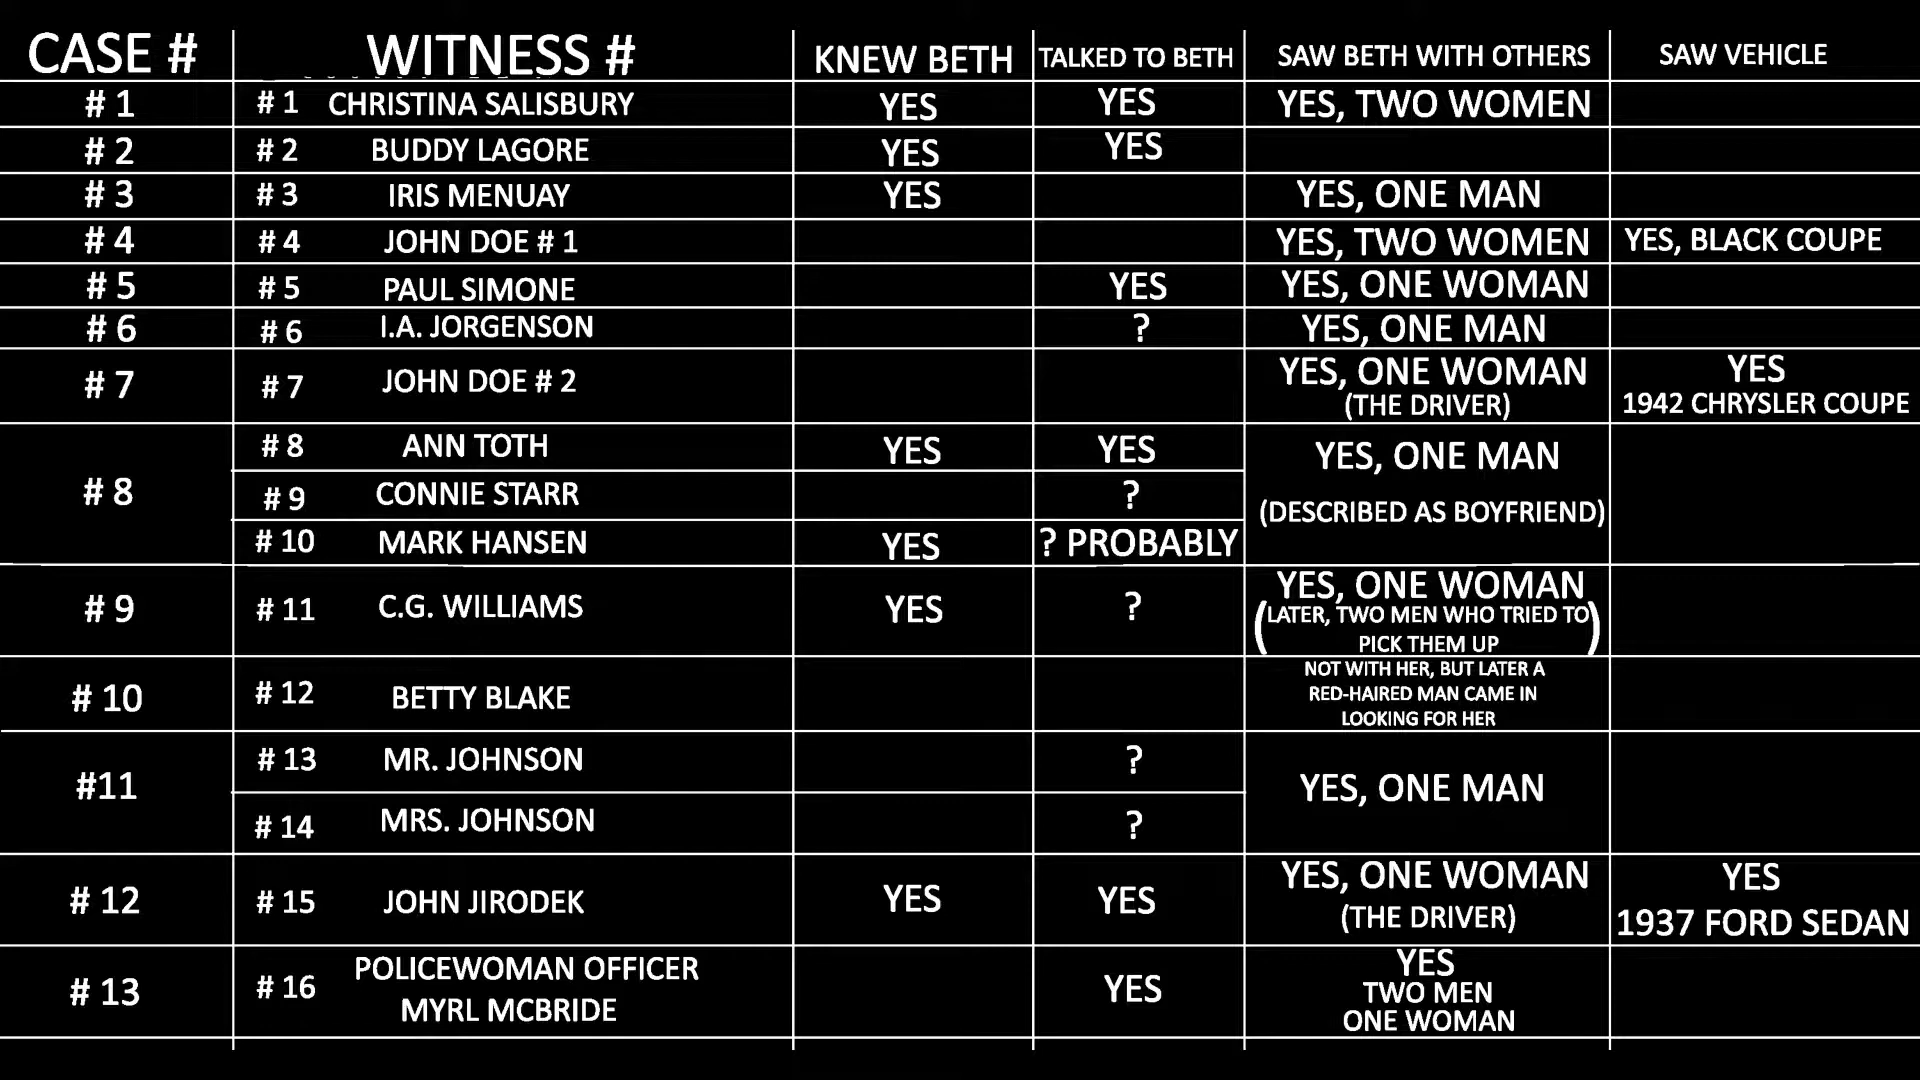 CASE # WITNESS # KNEW BETH TALKED TO BETH SAW BETH WITH OTHERS SAW VEHICLE
# 1 # 1 CHRISTINA SALISBURY YES YES YES, TWO WOMEN
# 2 # 2 BUDDY LAGORE YES YES
# 3 # 3 IRIS MENUAY YES YES, ONE MAN
# 4 # 4 JOHN DOE # 1 YES, TWO WOMEN YES, BLACK COUPE
# 5 # 5 PAUL SIMONE YES YES, ONE WOMAN
# 6 # 6 I.A. JORGENSON ? YES, ONE MAN
# 7 # 7 JOHN DOE # 2 YES, ONE WOMAN YES
(THE DRIVER) 1942 CHRYSLER COUPE
# 8 # 8 ANN TOTH YES YES YES, ONE MAN
# 9 CONNIE STARR ? (DESCRIBED AS BOYFRIEND)
# 10 MARK HANSEN YES ? PROBABLY
# 9 # 11 C.G. WILLIAMS YES ? YES, ONE WOMAN
(LATER, TWO MEN WHO TRIED TO
PICK THEM UP)
# 10 # 12 BETTY BLAKE NOT WITH HER, BUT LATER A
RED-HAIRED MAN CAME IN
LOOKING FOR HER
#11 # 13 MR. JOHNSON ? YES, ONE MAN
# 14 MRS. JOHNSON ?
# 12 # 15 JOHN JIRODEK YES YES YES, ONE WOMAN YES
(THE DRIVER) 1937 FORD SEDAN
# 13 # 16 POLICEWOMAN OFFICER YES YES
MYRL MCBRIDE TWO MEN
ONE WOMAN